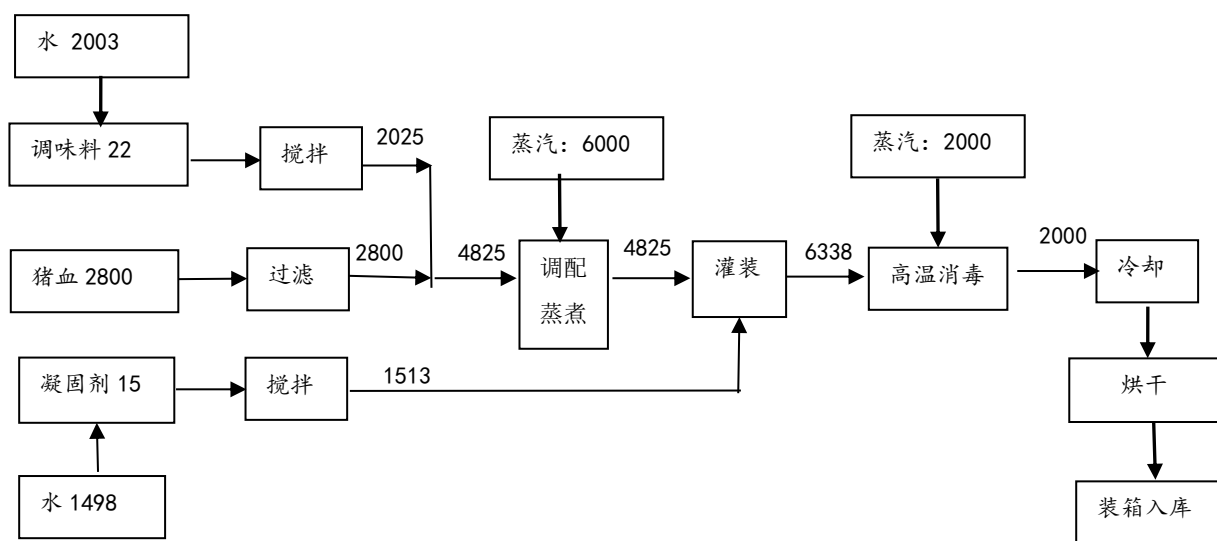 水 2003
调味料 22
搅拌
2025
蒸汽：6000
蒸汽：2000
猪血 2800
过滤
2800
4825
调配
蒸煮
4825
灌装
6338
高温消毒
2000
冷却
凝固剂 15
搅拌
1513
烘干
水 1498
装箱入库